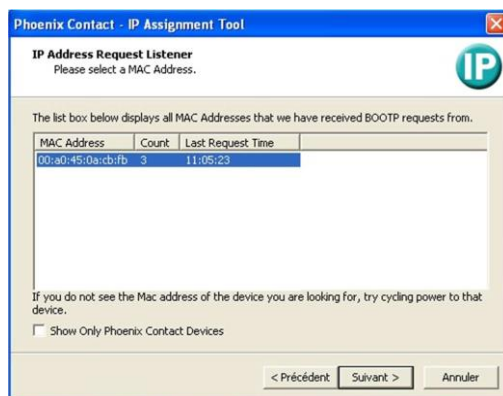 Phoenix Contact - IP Assignment Tool
IP Address Request Listener
Please select a MAC Address.
IP
The list box below displays all MAC Addresses that we have received BOOTP requests from.
MAC Address Count Last Request Time
00:a0:45:0a:cb:fb 3 11:05:23
If you do not see the Mac address of the device you are looking for, try cycling power to that
device.
Show Only Phoenix Contact Devices
< Précédent Suivant > Annuler